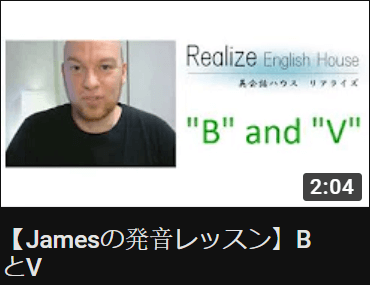 Realize English House
英会話ハウス リアライズ
"B" and "V"
2:04
【Jamesの発音レッスン】B
とV